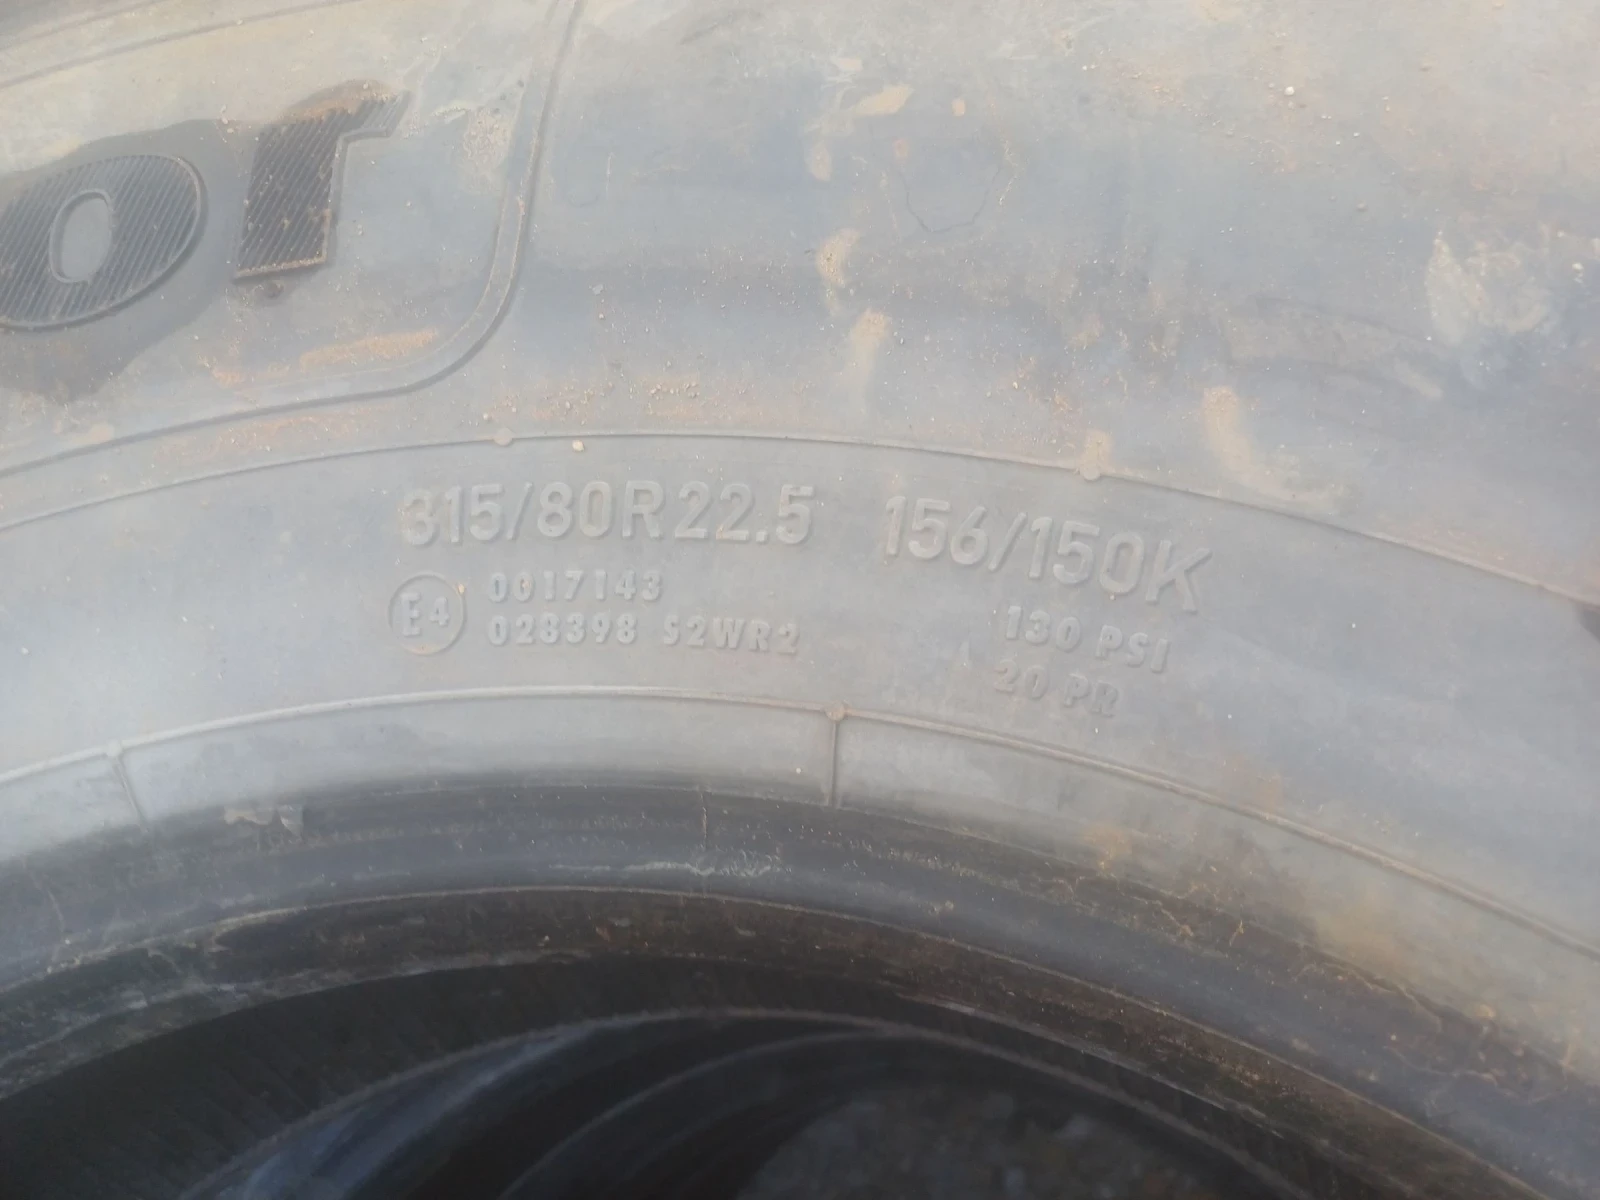 or
315/80R22.5 156/150K
E4 0017143
028398 S2WR2
130 PSI
20 PR